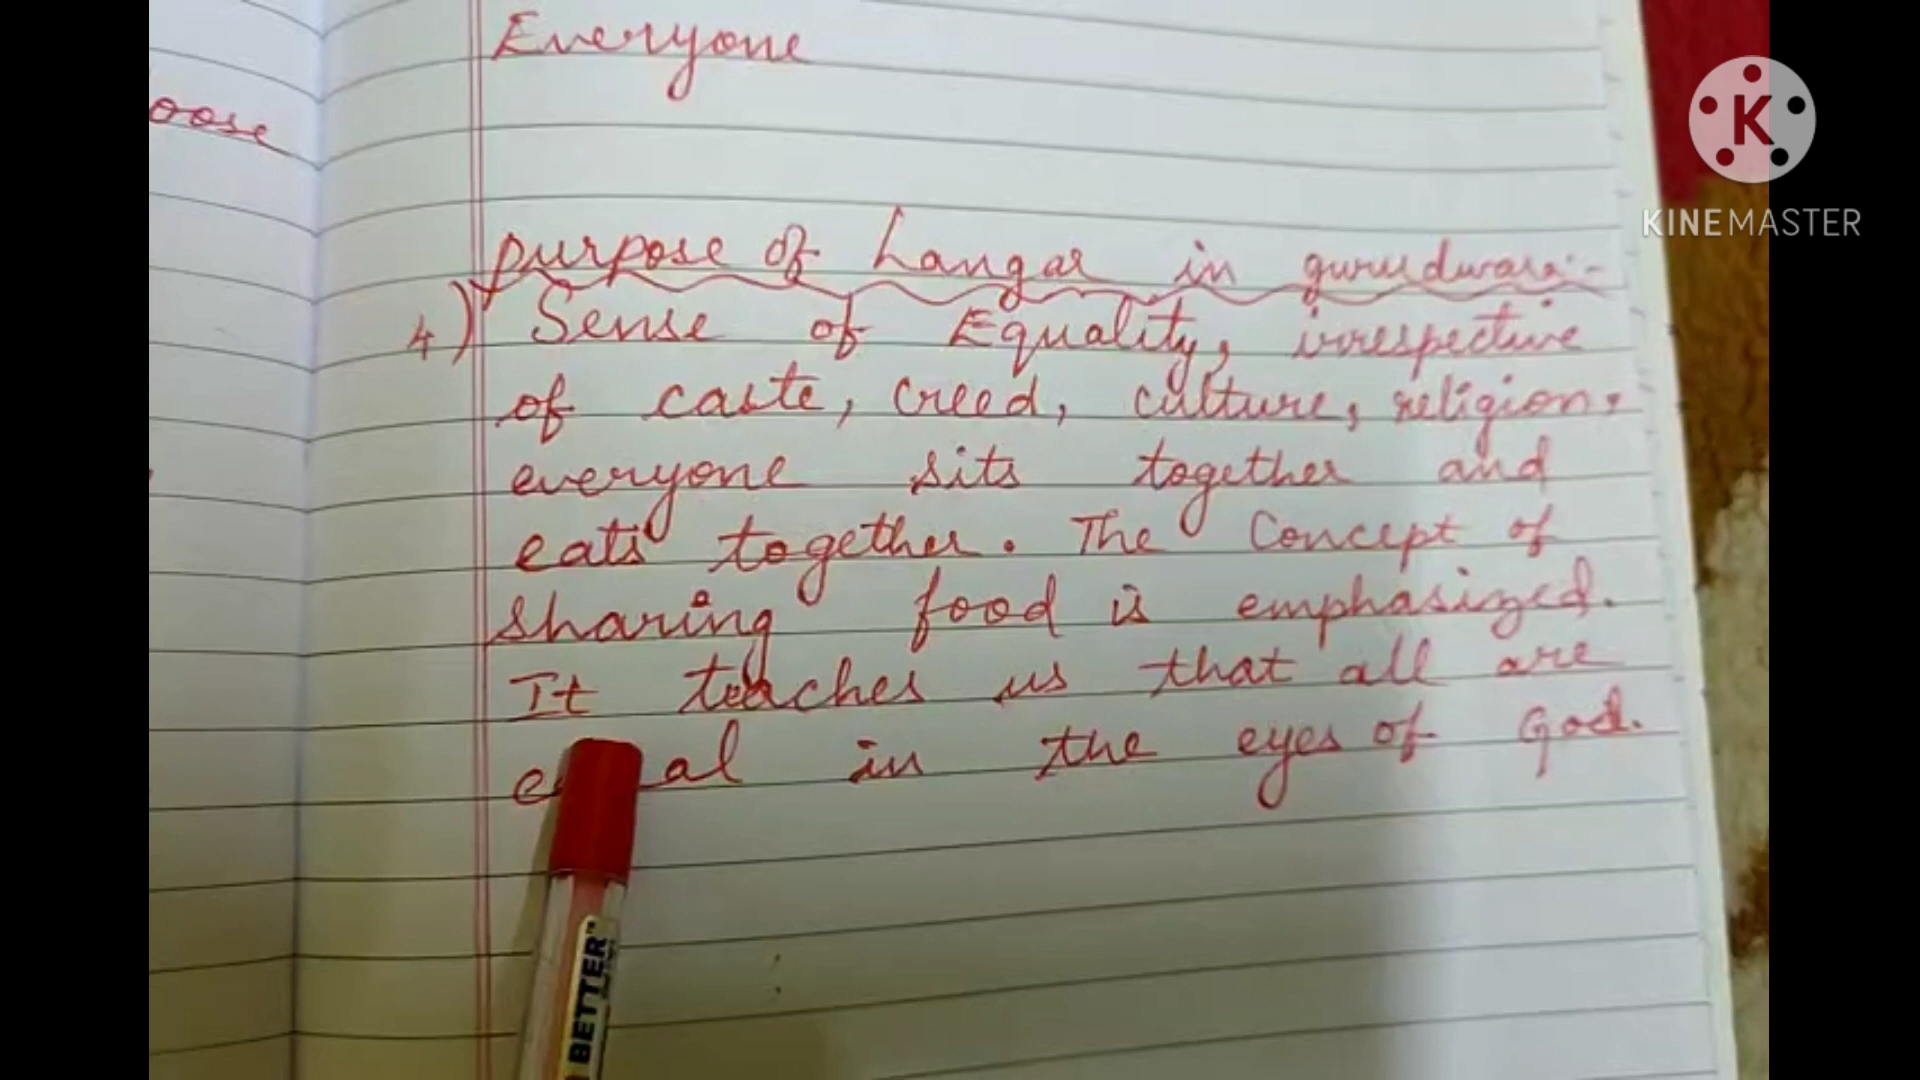 Everyone
oose
KINEMASTER
purpose of Langar in gurudwara:-
4) Sense of Equality, irrespective
of caste, creed, culture, religion,
everyone sits together and
eats together. The Concept of
sharing food is emphasized.
It teaches us that all are
in the eyes of God.
BETTER